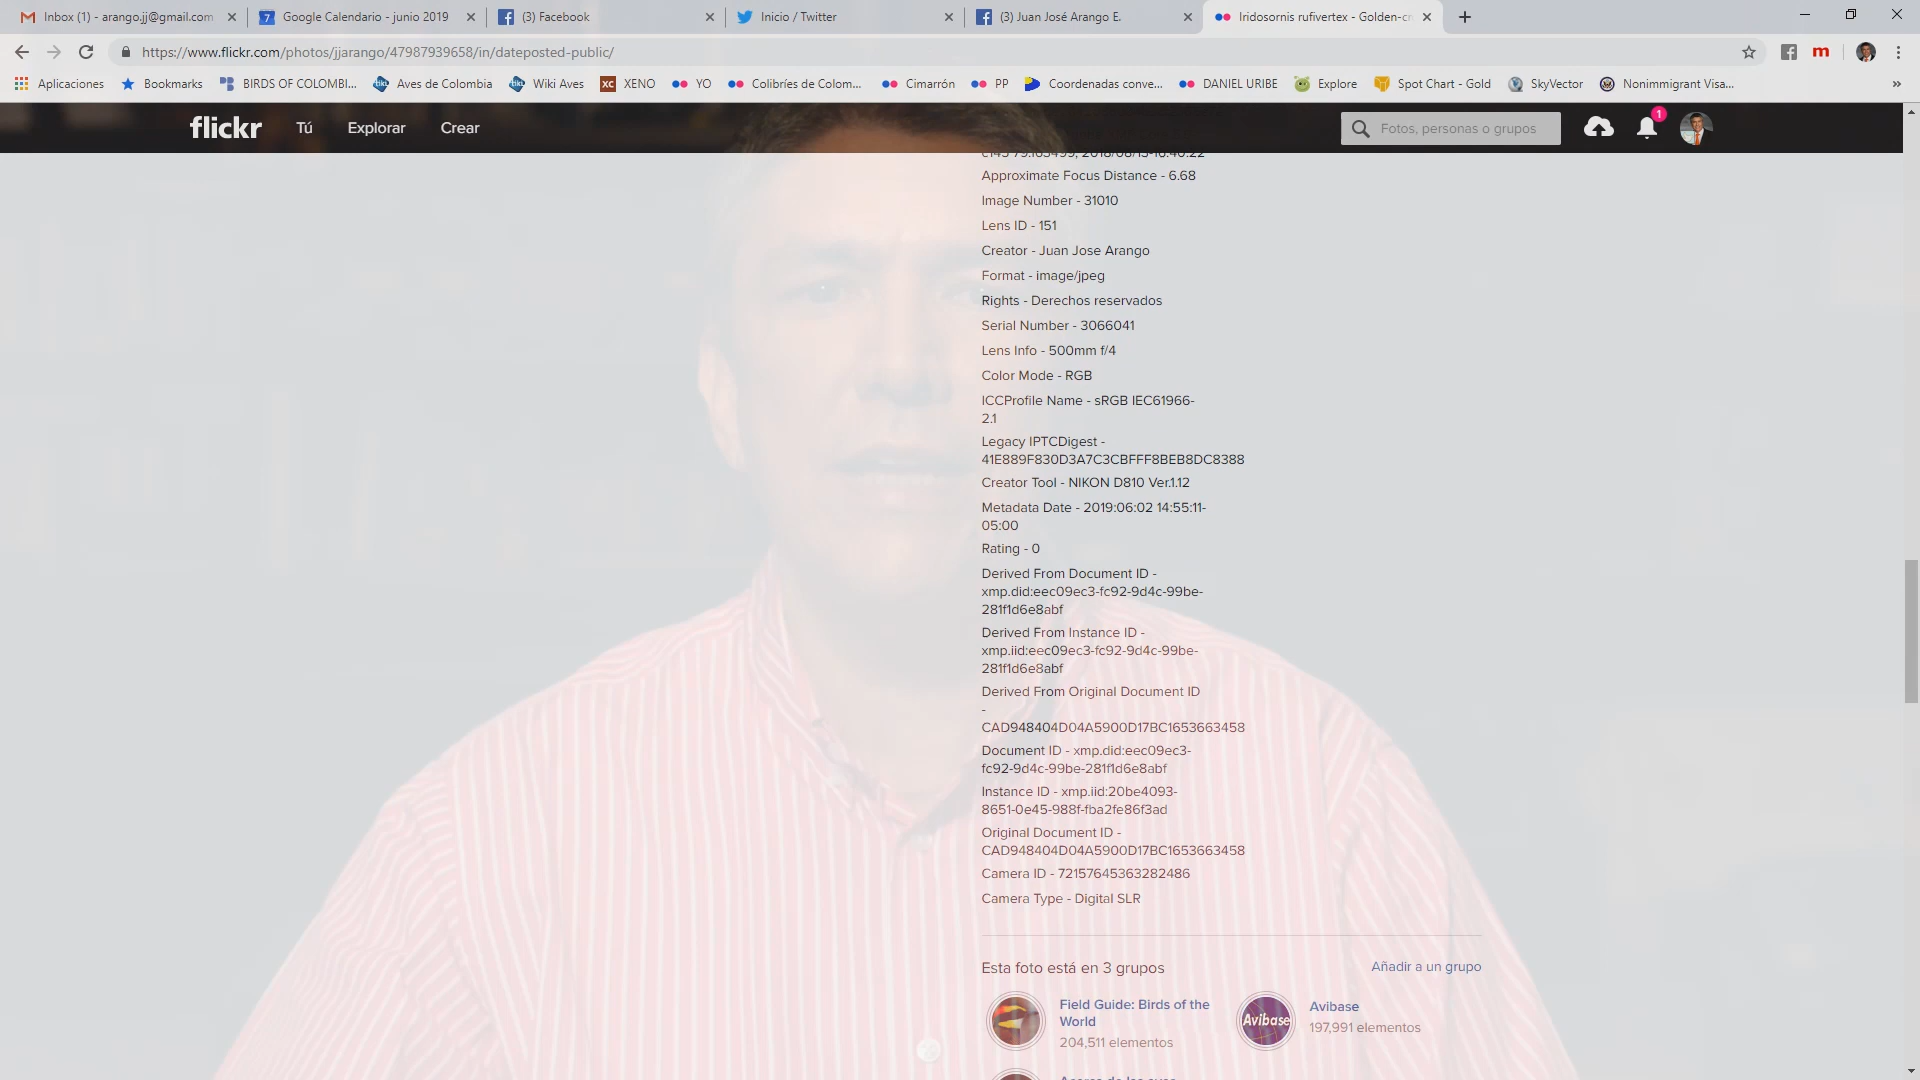 Inbox (1) - arango.jj@gmail.com
Google Calendario - junio 2019
(3) Facebook
Inicio / Twitter
(3) Juan José Arango E.
Iridosornis rufivertex - Golden-cr
https://www.flickr.com/photos/jjarango/47987939658/in/dateposted-public/
Aplicaciones
Bookmarks
BIRDS OF COLOMBI...
Aves de Colombia
Wiki Aves
XENO
YO
Colibríes de Colom...
Cimarrón
PP
Coordenadas conve...
DANIEL URIBE
Explore
Spot Chart - Gold
SkyVector
Nonimmigrant Visa...
flickr
Tú
Explorar
Crear
Fotos, personas o grupos
1
c145 79.163499, 2018/08/13-16:40:22
Approximate Focus Distance - 6.68
Image Number - 31010
Lens ID - 151
Creator - Juan Jose Arango
Format - image/jpeg
Rights - Derechos reservados
Serial Number - 3066041
Lens Info - 500mm f/4
Color Mode - RGB
ICCProfile Name - sRGB IEC61966-
2.1
Legacy IPTCDigest -
41E889F830D3A7C3CBFFF8BEB8DC8388
Creator Tool - NIKON D810 Ver.1.12
Metadata Date - 2019:06:02 14:55:11-
05:00
Rating - 0
Derived From Document ID -
xmp.did:eec09ec3-fc92-9d4c-99be-
281f1d6e8abf
Derived From Instance ID -
xmp.iid:eec09ec3-fc92-9d4c-99be-
281f1d6e8abf
Derived From Original Document ID
-
CAD948404D04A5900D17BC1653663458
Document ID - xmp.did:eec09ec3-
fc92-9d4c-99be-281f1d6e8abf
Instance ID - xmp.iid:20be4093-
8651-0e45-988f-fba2fe86f3ad
Original Document ID -
CAD948404D04A5900D17BC1653663458
Camera ID - 72157645363282486
Camera Type - Digital SLR
Esta foto está en 3 grupos
Añadir a un grupo
Field Guide: Birds of the
World
204,511 elementos
Avibase
Avibase
197,991 elementos